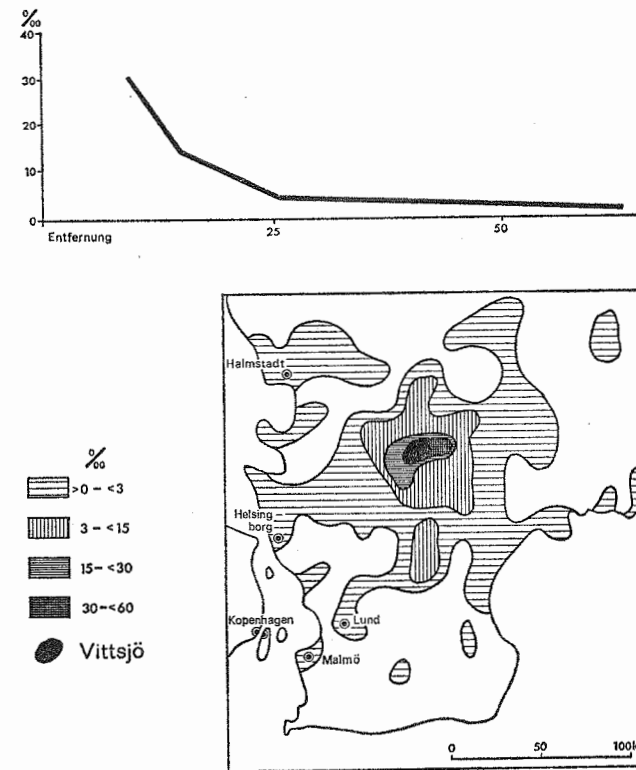 ‰
40
30
20
10
0
Entfernung
25
50
Halmstadt
Helsing –
borg
Kopenhagen
Lund
Malmö
0 50 100k
‰
>0 – <3
3 – <15
15 – <30
30 – <60
Vittsjö